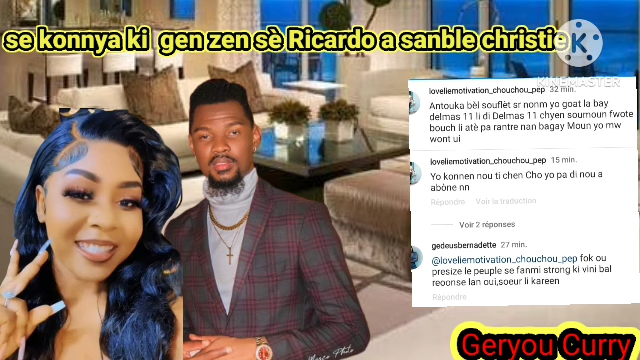 se konnya ki gen zen sè Ricardo a sanble christie
KINEMASTER
loveliemotivation_chouchou_pep 32 min.
Antouka bèl souflèt sr nonm yo goat la bay
delmas 11 li di Delmas 11 chyen soumoun fwote
bouch li atè pa rantre nan bagay Moun yo mw
wont ui
loveliemotivation_chouchou_pep 15 min.
Yo konnen nou ti chen Cho yo pa di nou a
abòne nn
Répondre Voir la traduction
Voir 2 réponses
gedeusbernadette 27 min.
@loveliemotivation_chouchou_pep fok ou
presize le peuple se fanmi strong ki vini bal
reonse lan oui,soeur li kareen
Répondre
Geryou Curry